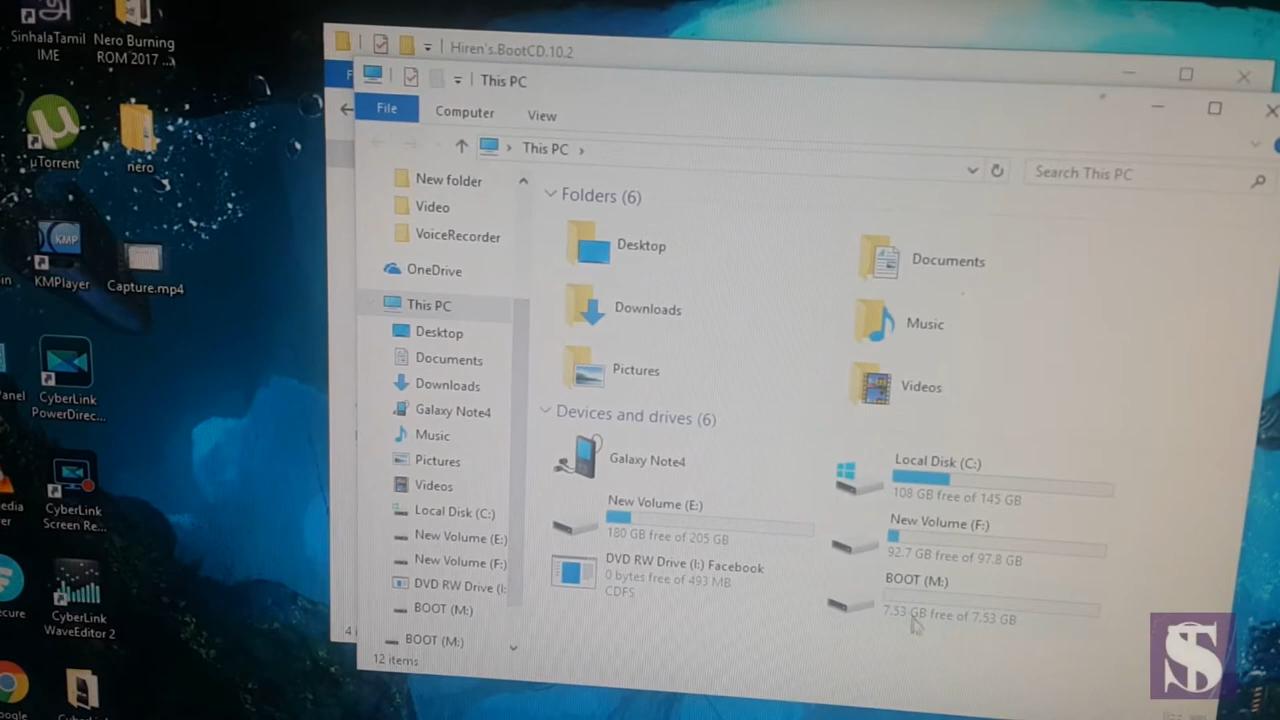 SinhaleTamil
IME
Nero Burning
ROM 2017 ...
µTorrent
nero
KMP
KMPlayer
Capture.mp4
Panel
CyberLink
PowerDirec...
CyberLink
Screen Re...
CyberLink
WaveEditor 2
Hiren's.BootCD.10.2
This PC
File
Computer
View
This PC
Search This PC
New folder
Video
VoiceRecorder
OneDrive
This PC
Desktop
Documents
Downloads
Galaxy Note4
Music
Pictures
Videos
Local Disk (C:)
New Volume (E:)
New Volume (F:)
DVD RW Drive (I:
BOOT (M:)
BOOT (M:)
12 items
Folders (6)
Desktop
Documents
Downloads
Music
Pictures
Videos
Devices and drives (6)
Galaxy Note4
Local Disk (C:)
108 GB free of 145 GB
New Volume (E:)
180 GB free of 205 GB
New Volume (F:)
92.7 GB free of 97.8 GB
DVD RW Drive (I:) Facebook
0 bytes free of 493 MB
CDFS
BOOT (M:)
7.53 GB free of 7.53 GB